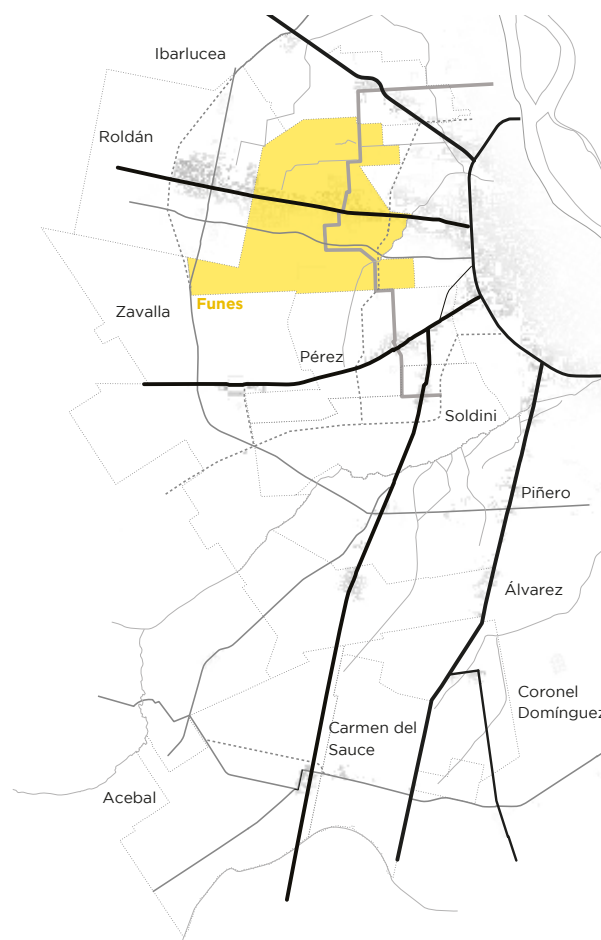 Ibarlucea
Roldán
Funes
Zavalla
Pérez
Soldini
Piñero
Álvarez
Coronel
Domínguez
Carmen del
Sauce
Acebal